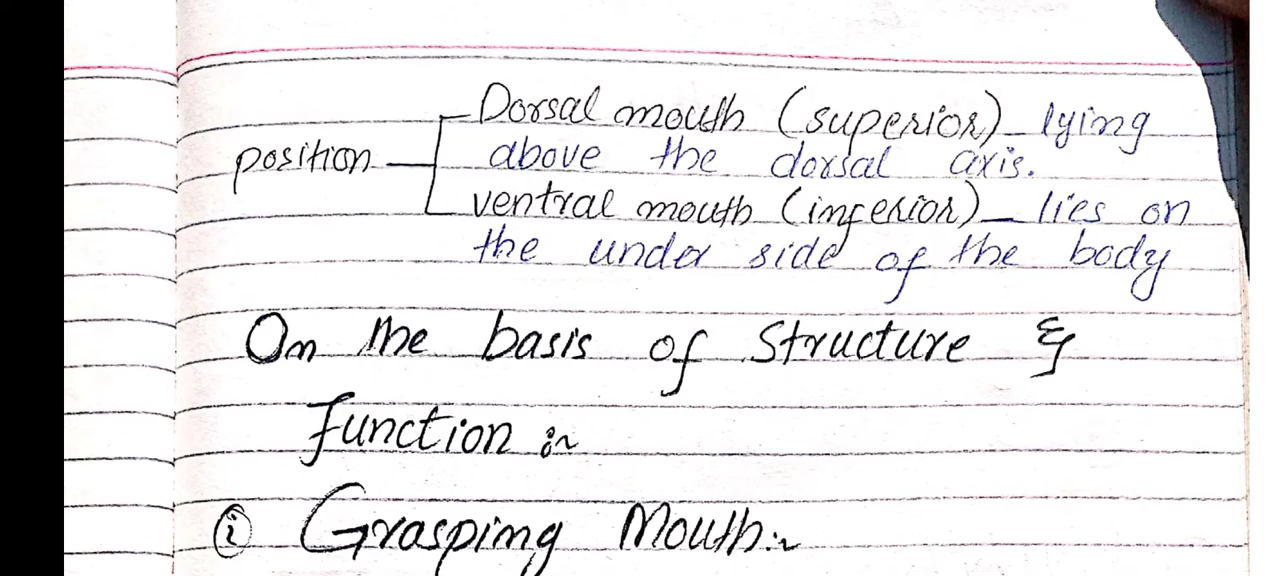 Dorsal mouth (superior) _ lying
position above the dorsal axis.
ventral mouth (inferior) _ lies on
the under side of the body
On the basis of Structure &
function :~
(i) Grasping Mouth:~